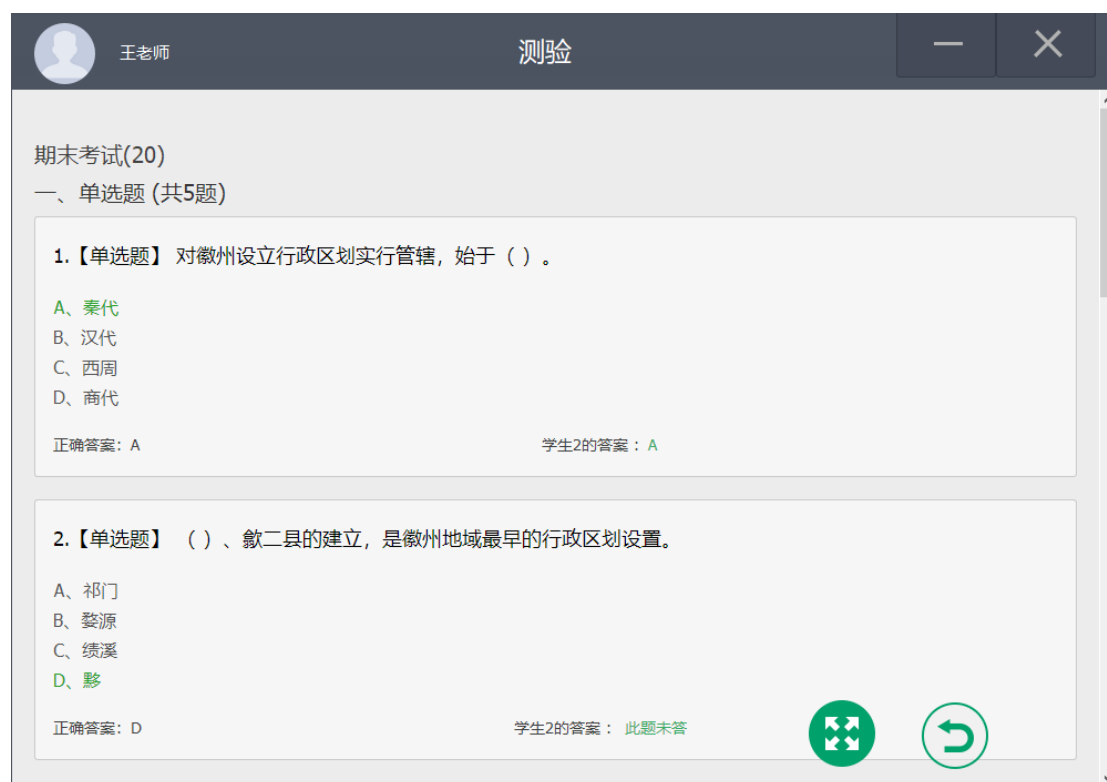 王老师
测验
期末考试(20)
一、单选题 (共5题)
1.【单选题】 对徽州设立行政区划实行管辖，始于（ ）。
A、秦代
B、汉代
C、西周
D、商代
正确答案：A
学生2的答案 ：A
2.【单选题】 （ ）、歙二县的建立，是徽州地域最早的行政区划设置。
A、祁门
B、婺源
C、绩溪
D、黟
正确答案：D
学生2的答案 ： 此题未答